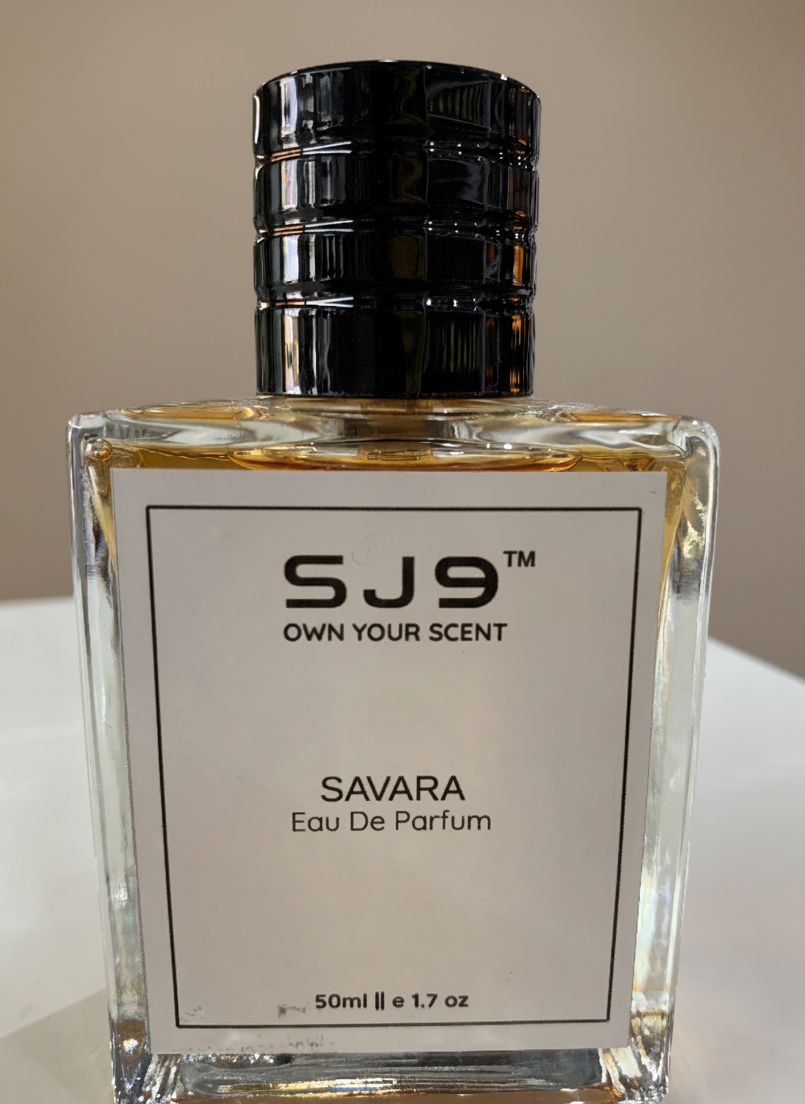 SJ9™
OWN YOUR SCENT
SAVARA
Eau De Parfum
50ml || e 1.7 oz